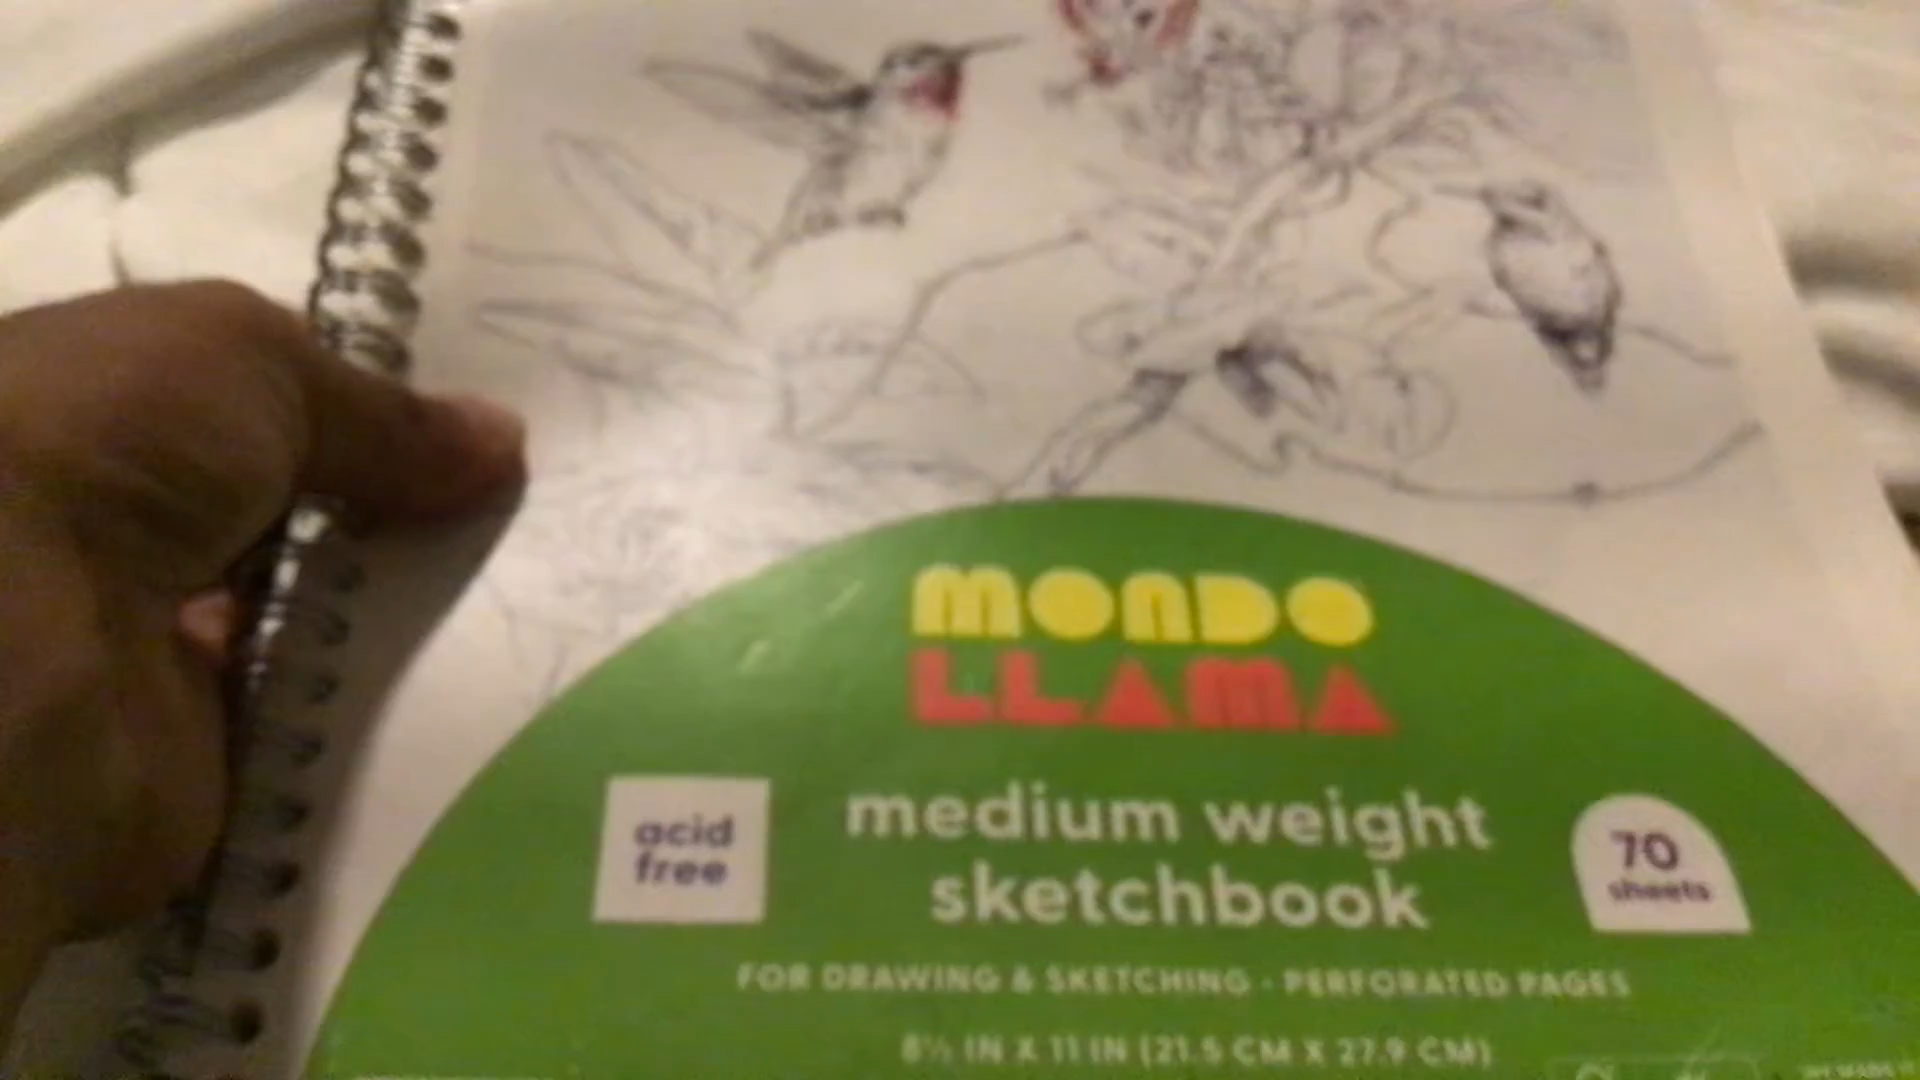 MONDO
LLAMA
acid
free
medium weight
sketchbook
70
sheets
FOR DRAWING & SKETCHING · PERFORATED PAGES
8½ IN X 11 IN (21.5 CM X 27.9 CM)